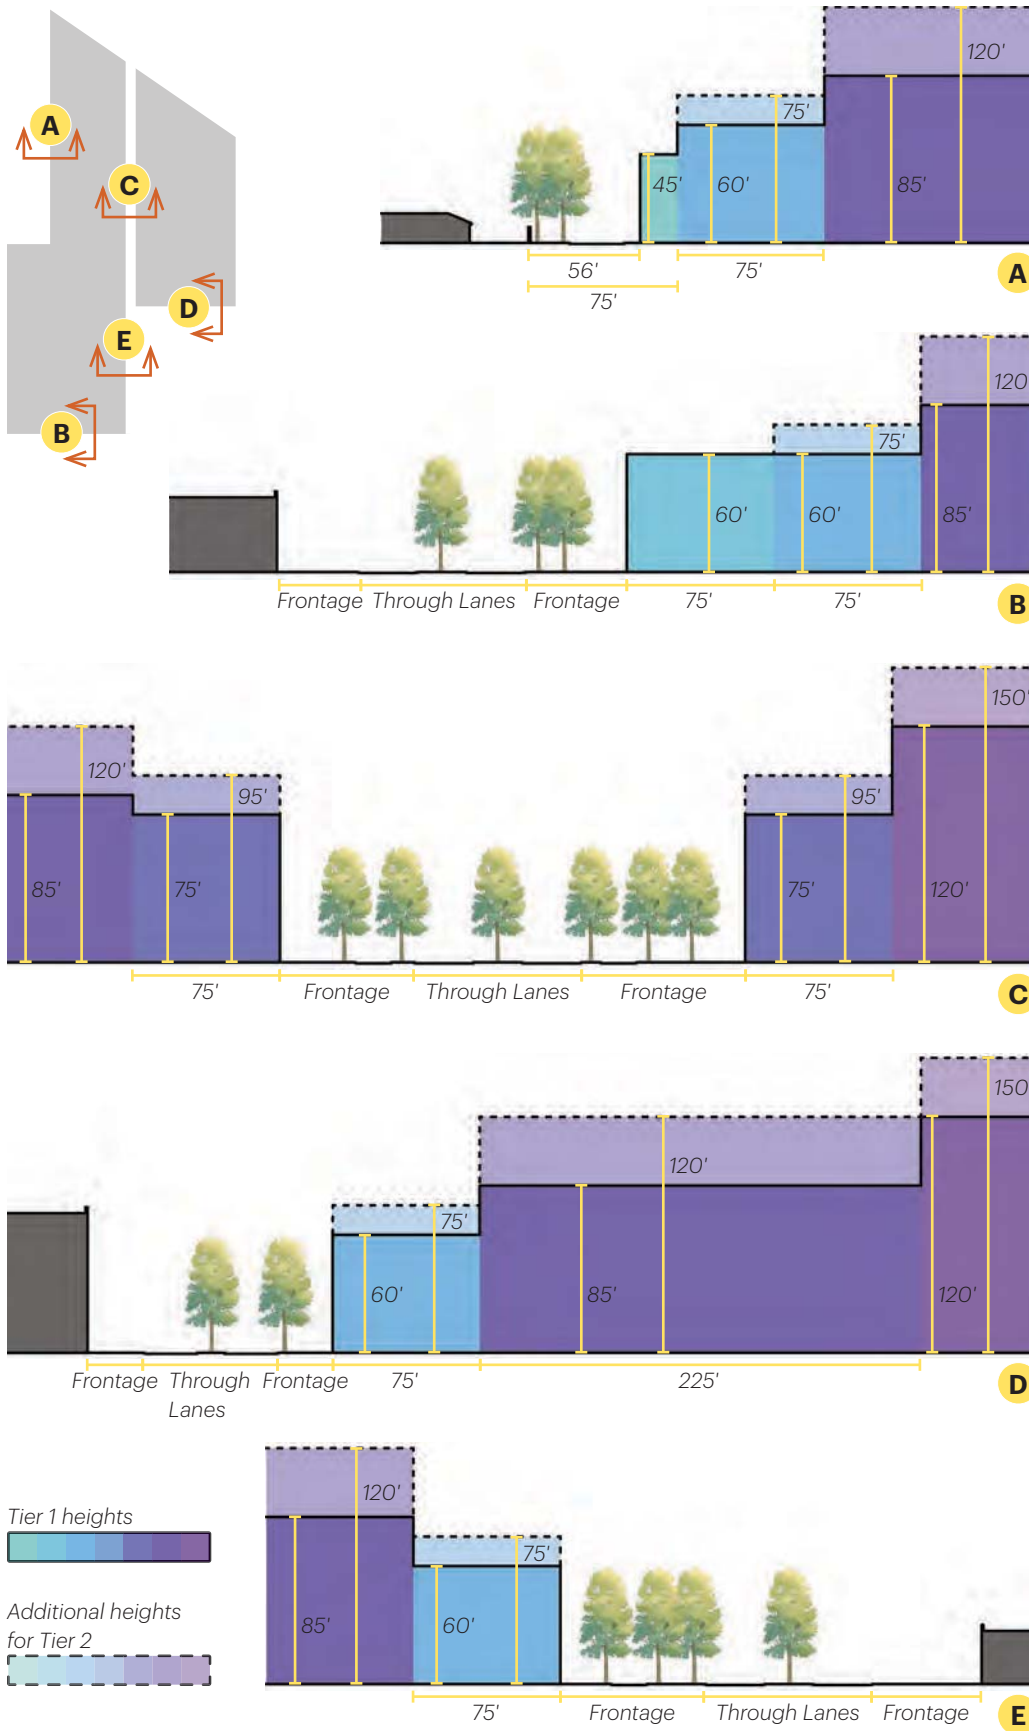 A
C
D
E
B
120'
75'
45'
60'
85'
56'
75'
75'
A
120
75'
60'
60'
85'
Frontage
Through Lanes
Frontage
75'
75'
B
150'
120'
95'
95'
85'
75'
75'
120'
75'
Frontage
Through Lanes
Frontage
75'
C
150
120'
75'
60'
85'
120'
Frontage
Through
Lanes
Frontage
75'
225'
D
120'
75'
85'
60'
75'
Frontage
Through Lanes
Frontage
E
Tier 1 heights
Additional heights
for Tier 2